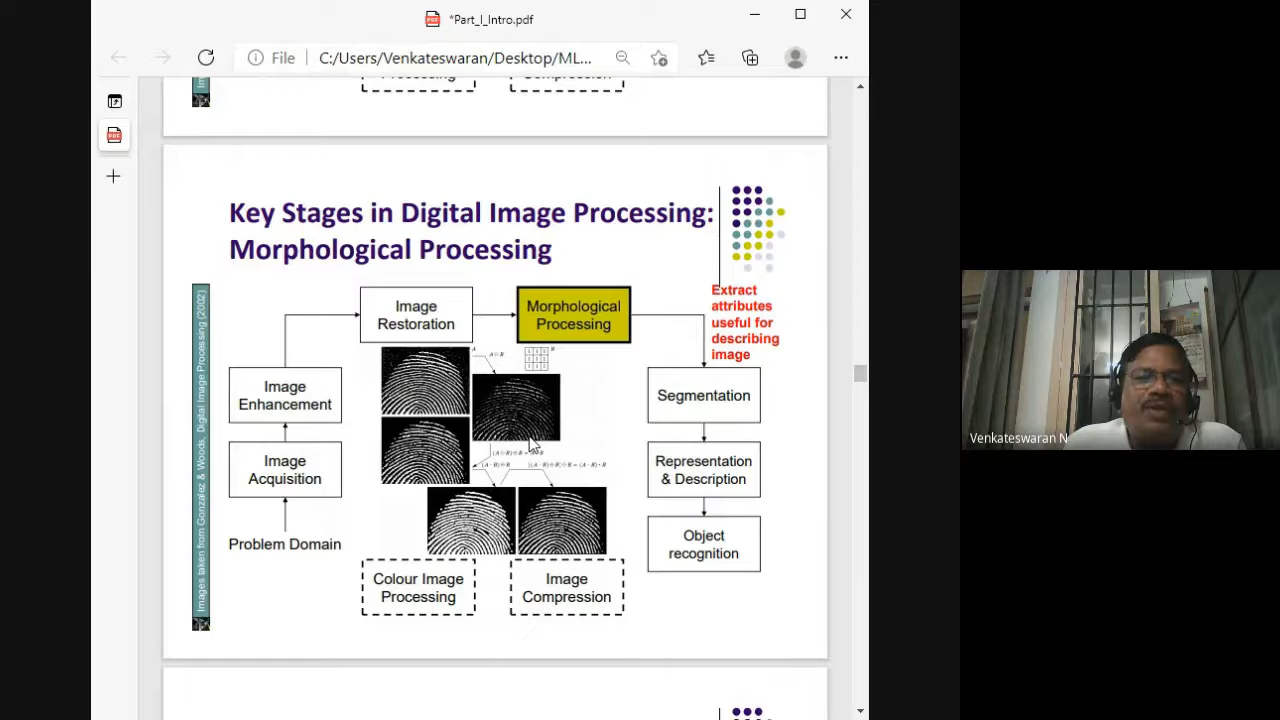 *Part_I_Intro.pdf
File
C:/Users/Venkateswaran/Desktop/ML...
Processing
Compression
Key Stages in Digital Image Processing:
Morphological Processing
Images taken from Gonzalez & Woods, Digital Image Processing (2002)
Extract
attributes
useful for
describing
image
Image
Restoration
Morphological
Processing
Image
Enhancement
Segmentation
Image
Acquisition
Representation
& Description
Problem Domain
Object
recognition
Colour Image
Processing
Image
Compression
Venkateswaran N